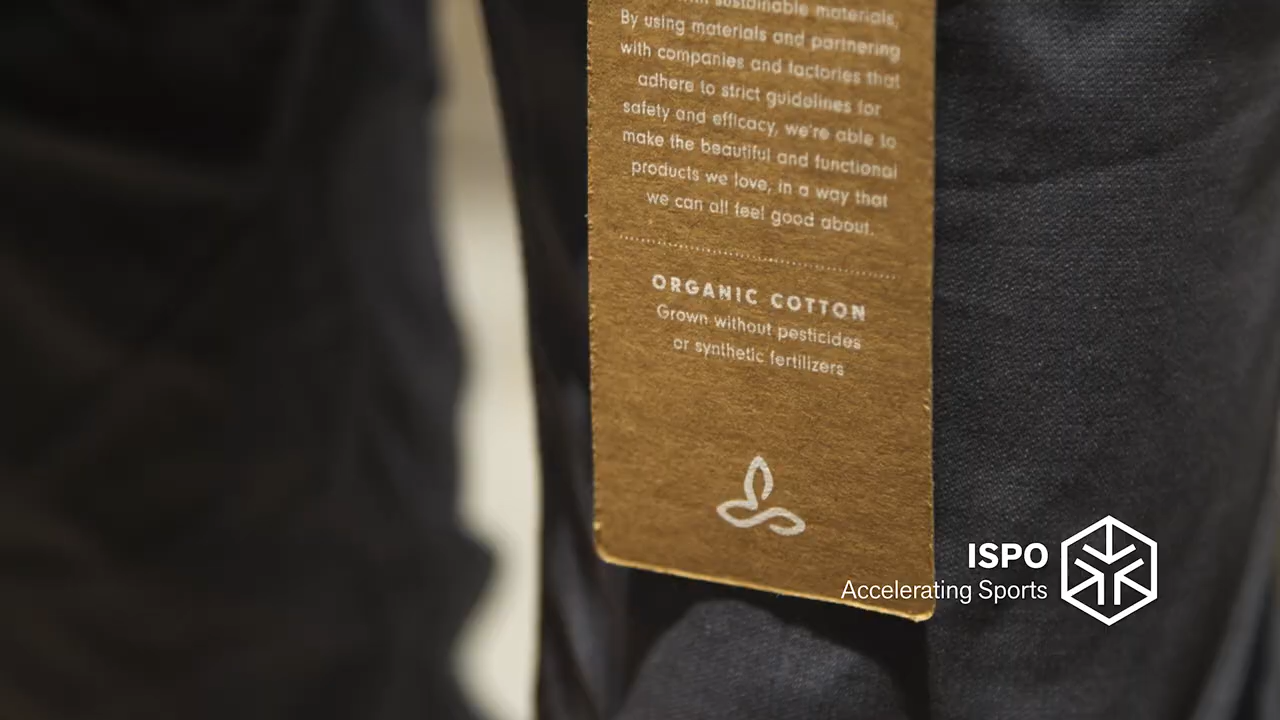 sustainable materials,
By using materials and partnering
with companies and factories that
adhere to strict guidelines for
safety and efficacy, we're able to
make the beautiful and functional
products we love, in a way that
we can all feel good about.
ORGANIC COTTON
Grown without pesticides
or synthetic fertilizers
ISPO
Accelerating Sports